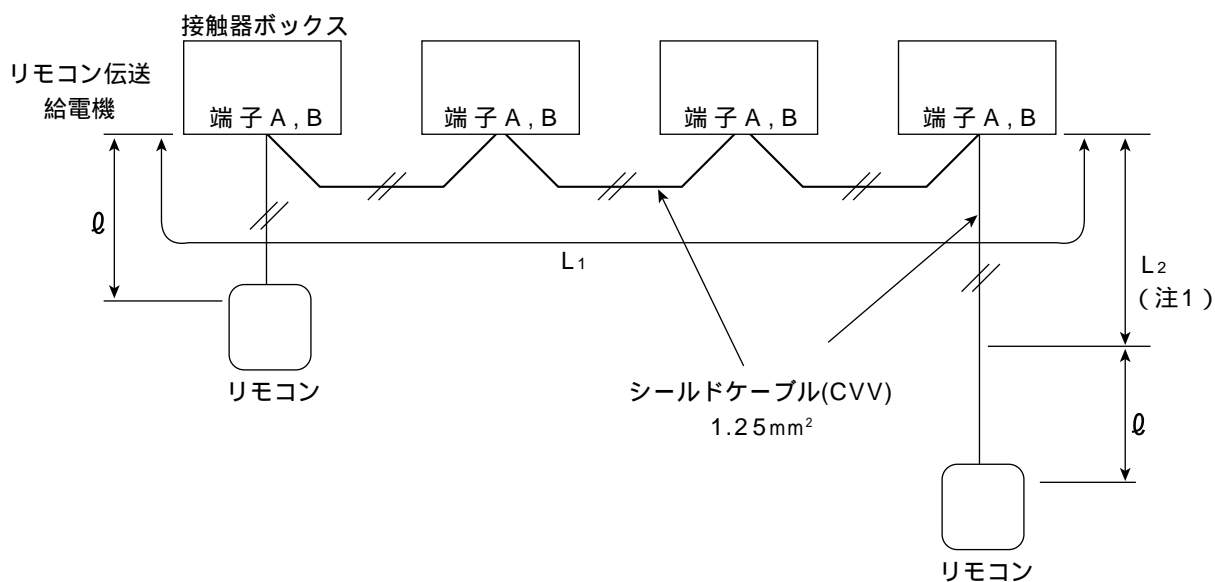 接触器ボックス
リモコン伝送
給電機
端子A,B
端子A,B
端子A,B
端子A,B
ℓ
L1
L2
(注1)
シールドケーブル(CVV)
1.25mm²
リモコン
ℓ
リモコン